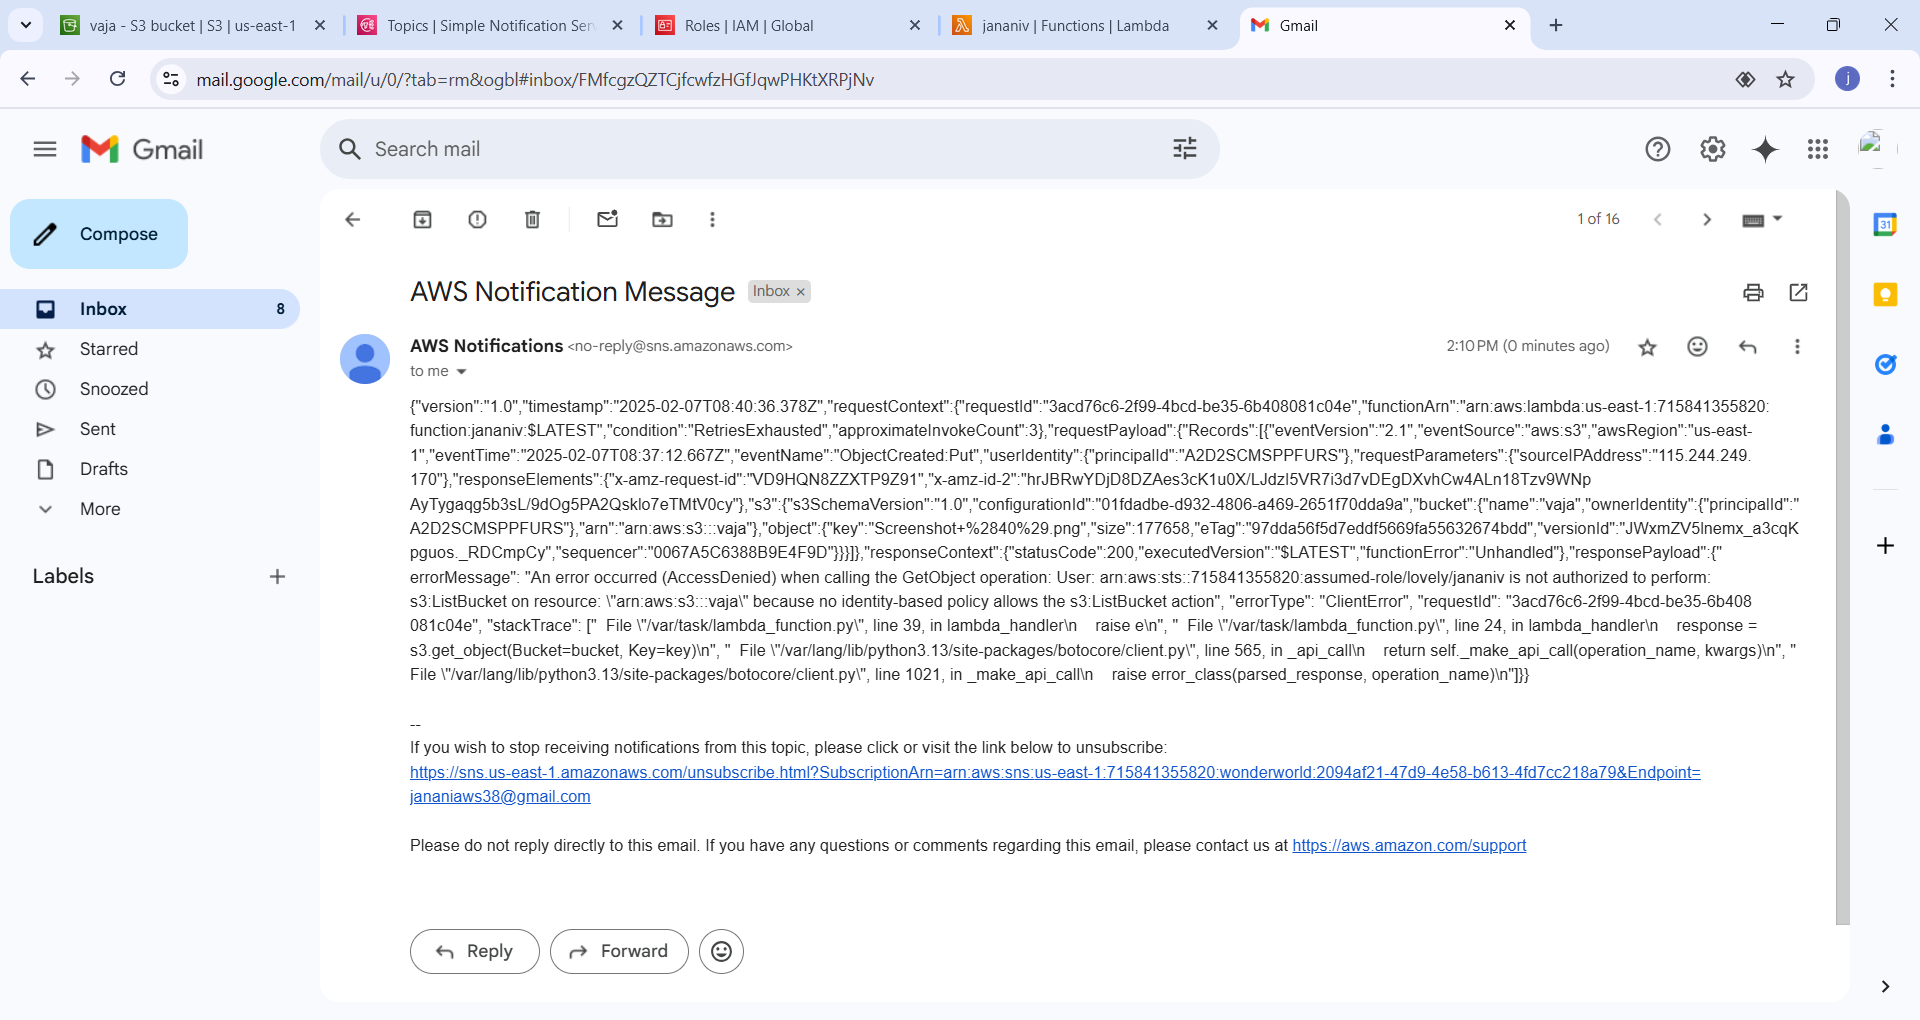 vaja - S3 bucket | S3 | us-east-1
Topics | Simple Notification Ser
Roles | IAM | Global
jananiv | Functions | Lambda
Gmail
mail.google.com/mail/u/0/?tab=rm&ogbl#inbox/FMfcgzQZTCjfcwfzHGfJqwPHKtXRPjNv
j
Gmail
Search mail
Compose
1 of 16
31
Inbox 8
Starred
Snoozed
Sent
Drafts
More
Labels
AWS Notification Message Inbox x
AWS Notifications <no-reply@sns.amazonaws.com>
2:10 PM (0 minutes ago)
to me
{"version":"1.0","timestamp":"2025-02-07T08:40:36.378Z","requestContext":{"requestId":"3acd76c6-2f99-4bcd-be35-6b408081c04e","functionArn":"arn:aws:lambda:us-east-1:715841355820:
function:jananiv:$LATEST","condition":"RetriesExhausted","approximateInvokeCount":3},"requestPayload":{"Records":[{"eventVersion":"2.1","eventSource":"aws:s3","awsRegion":"us-east-
1","eventTime":"2025-02-07T08:37:12.667Z","eventName":"ObjectCreated:Put","userIdentity":{"principalId":"A2D2SCMSPPFURS"},"requestParameters":{"sourceIPAddress":"115.244.249.
170"},"responseElements":{"x-amz-request-id":"VD9HQN8ZZXTP9Z91","x-amz-id-2":"hrJBRwYDjD8DZAes3cK1u0X/LJdzI5VR7i3d7vDEgDXvhCw4ALn18Tzv9WNp
AyTygaqg5b3sL/9dOg5PA2Qsklo7eTMtV0cy"},"s3":{"s3SchemaVersion":"1.0","configurationId":"01fdadbe-d932-4806-a469-2651f70dda9a","bucket":{"name":"vaja","ownerIdentity":{"principalId":"
A2D2SCMSPPFURS"},"arn":"arn:aws:s3:::vaja"},"object":{"key":"Screenshot+%2840%29.png","size":177658,"eTag":"97dda56f5d7eddf5669fa55632674bdd","versionId":"JWxmZV5lnemx_a3cqK
pguos._RDCmpCy","sequencer":"0067A5C6388B9E4F9D"}}}]},"responseContext":{"statusCode":200,"executedVersion":"$LATEST","functionError":"Unhandled"},"responsePayload":{"
errorMessage": "An error occurred (AccessDenied) when calling the GetObject operation: User: arn:aws:sts::715841355820:assumed-role/lovely/jananiv is not authorized to perform:
s3:ListBucket on resource: \"arn:aws:s3:::vaja\" because no identity-based policy allows the s3:ListBucket action", "errorType": "ClientError", "requestId": "3acd76c6-2f99-4bcd-be35-6b408
081c04e", "stackTrace": [" File \"/var/task/lambda_function.py\", line 39, in lambda_handler\n raise e\n", " File \"/var/task/lambda_function.py\", line 24, in lambda_handler\n response =
s3.get_object(Bucket=bucket, Key=key)\n", " File \"/var/lang/lib/python3.13/site-packages/botocore/client.py\", line 565, in _api_call\n return self._make_api_call(operation_name, kwargs)\n", "
File \"/var/lang/lib/python3.13/site-packages/botocore/client.py\", line 1021, in _make_api_call\n raise error_class(parsed_response, operation_name)\n"]}}
--
If you wish to stop receiving notifications from this topic, please click or visit the link below to unsubscribe:
https://sns.us-east-1.amazonaws.com/unsubscribe.html?SubscriptionArn=arn:aws:sns:us-east-1:715841355820:wonderworld:2094af21-47d9-4e58-b613-4fd7cc218a79&Endpoint=
jananiaws38@gmail.com
Please do not reply directly to this email. If you have any questions or comments regarding this email, please contact us at https://aws.amazon.com/support
Reply
Forward